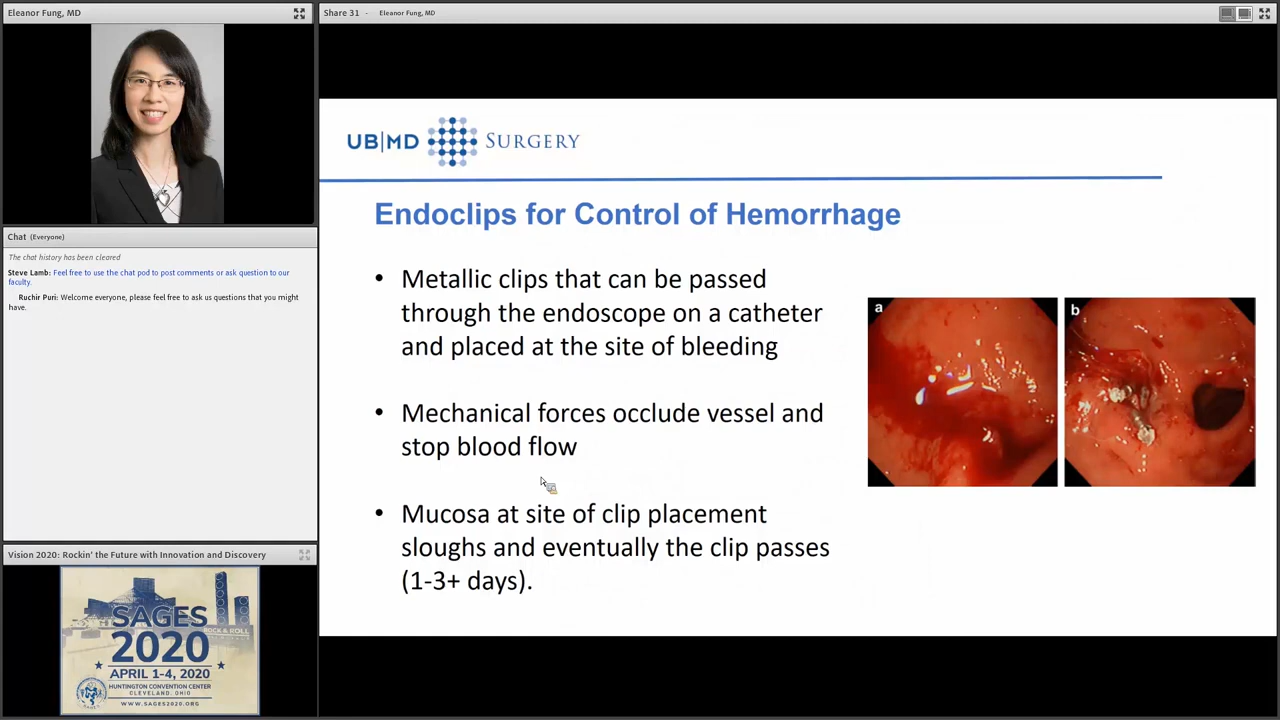 Eleanor Fung, MD
Share 31 - Eleanor Fung, MD
Chat (Everyone)
The chat history has been cleared
Steve Lamb: Feel free to use the chat pod to post comments or ask question to our
faculty.
Ruchir Puri: Welcome everyone, please feel free to ask us questions that you might
have.
Vision 2020: Rockin' the Future with Innovation and Discovery
SAGES
ROCK & ROLL
2020
APRIL 1-4, 2020
HUNTINGTON CONVENTION CENTER
CLEVELAND, OHIO
WWW.SAGES2020.ORG
UB|MD SURGERY
Endoclips for Control of Hemorrhage
• Metallic clips that can be passed
through the endoscope on a catheter
and placed at the site of bleeding
• Mechanical forces occlude vessel and
stop blood flow
• Mucosa at site of clip placement
sloughs and eventually the clip passes
(1-3+ days).
a
b